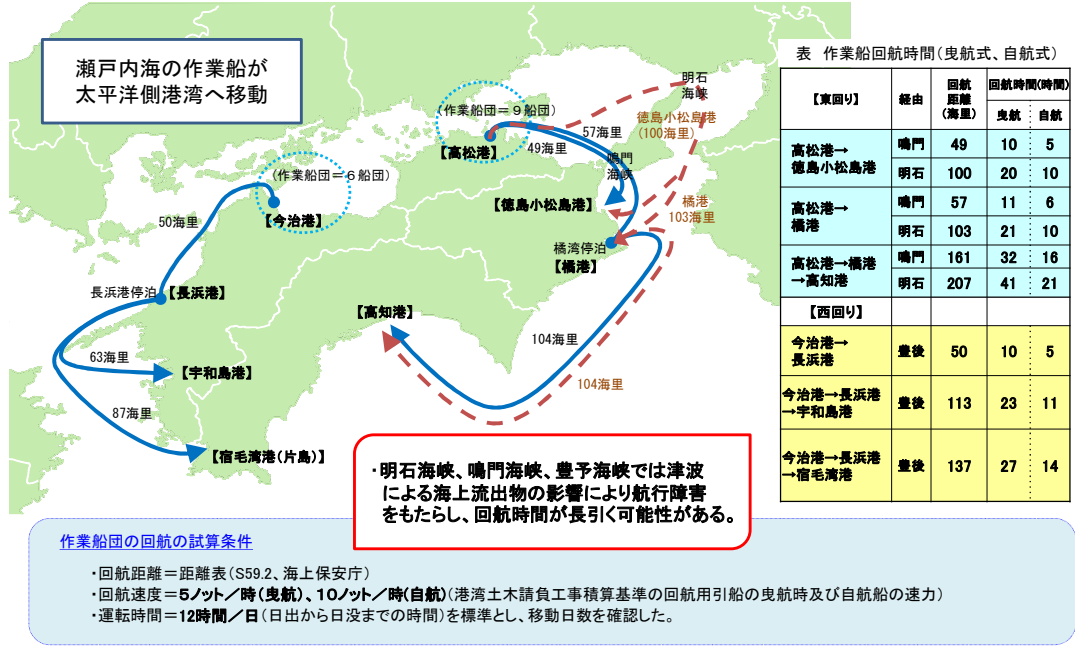 瀬戸内海の作業船が
太平洋側港湾へ移動
(作業船団=9船団)
【高松港】
57海里
49海里
明石
海峡
徳島小松島港
(100海里)
鳴門
海峡
(作業船団=6船団)
【今治港】
【徳島小松島港】
橘港
103海里
50海里
橘湾停泊
【橘港】
長浜港停泊
【長浜港】
【高知港】
104海里
104海里
63海里
【宇和島港】
87海里
【宿毛湾港(片島)】
表 作業船回航時間(曳航式、自航式)
【東回り】 経由 回航距離(海里) 回航時間(時間)
曳航 自航
高松港→徳島小松島港 鳴門 49 10 5
明石 100 20 10
高松港→橘港 鳴門 57 11 6
明石 103 21 10
高松港→橘港→高知港 鳴門 161 32 16
明石 207 41 21
【西回り】
今治港→長浜港 豊後 50 10 5
今治港→長浜港→宇和島港 豊後 113 23 11
今治港→長浜港→宿毛湾港 豊後 137 27 14
・明石海峡、鳴門海峡、豊予海峡では津波
による海上流出物の影響により航行障害
をもたらし、回航時間が長引く可能性がある。
作業船団の回航の試算条件
・回航距離=距離表(S59.2、海上保安庁)
・回航速度=5ノット/時(曳航)、10ノット/時(自航)(港湾土木請負工事積算基準の回航用引船の曳航時及び自航船の速力)
・運転時間=12時間/日(日出から日没までの時間)を標準とし、移動日数を確認した。